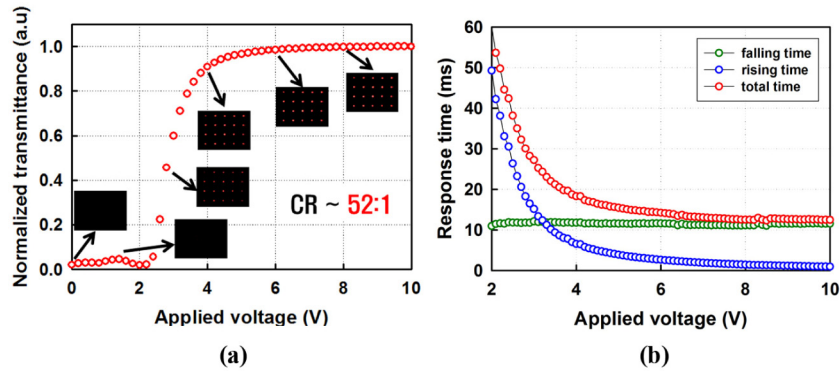 Normalized transmittance (a.u)
1.0
0.8
0.6
0.4
0.2
0.0
CR ~ 52:1
0 2 4 6 8 10
Applied voltage (V)
(a)
Response time (ms)
60
50
40
30
20
10
0
falling time
rising time
total time
2 4 6 8 10
Applied voltage (V)
(b)